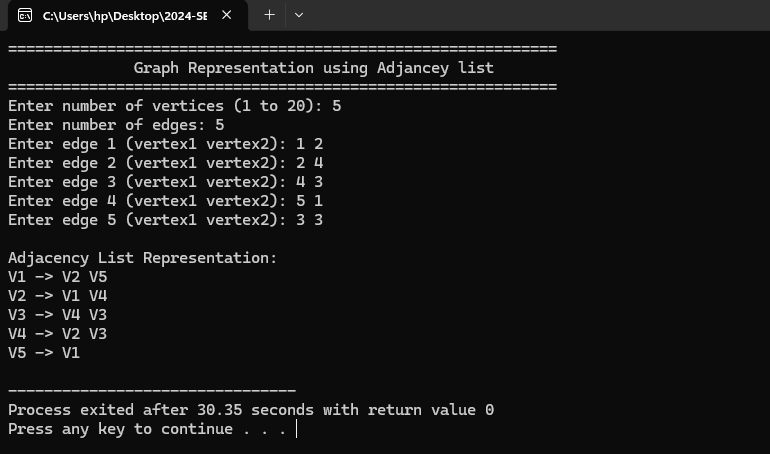 C:\Users\hp\Desktop\2024-SE
============================================================
Graph Representation using Adjancey list
============================================================
Enter number of vertices (1 to 20): 5
Enter number of edges: 5
Enter edge 1 (vertex1 vertex2): 1 2
Enter edge 2 (vertex1 vertex2): 2 4
Enter edge 3 (vertex1 vertex2): 4 3
Enter edge 4 (vertex1 vertex2): 5 1
Enter edge 5 (vertex1 vertex2): 3 3
Adjacency List Representation:
V1 -> V2 V5
V2 -> V1 V4
V3 -> V4 V3
V4 -> V2 V3
V5 -> V1
--------------------------------
Process exited after 30.35 seconds with return value 0
Press any key to continue . . .